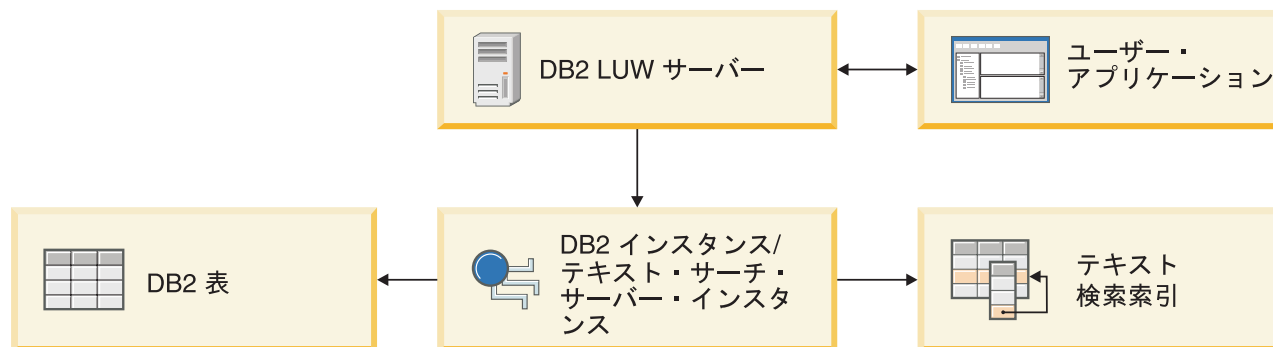 DB2 LUW サーバー
ユーザー・
アプリケーション
DB2 表
DB2 インスタンス/
テキスト・サーチ・
サーバー・インスタ
ンス
テキスト
検索索引